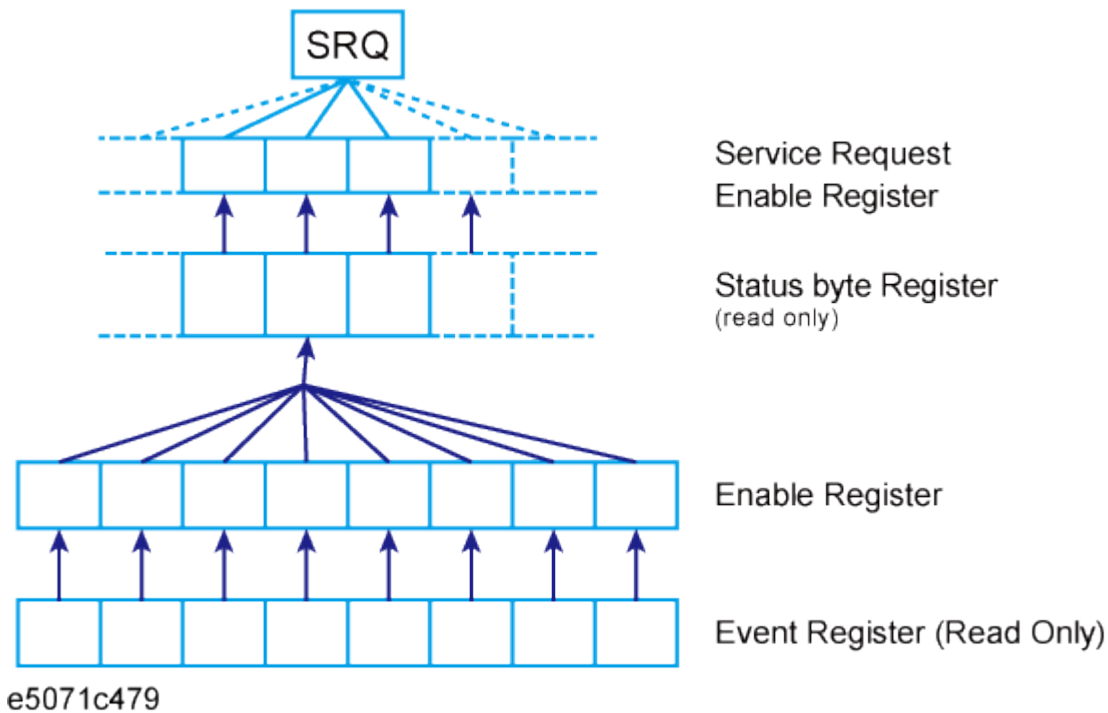 SRQ
Service Request
Enable Register
Status byte Register
(read only)
Enable Register
Event Register (Read Only)
e5071c479